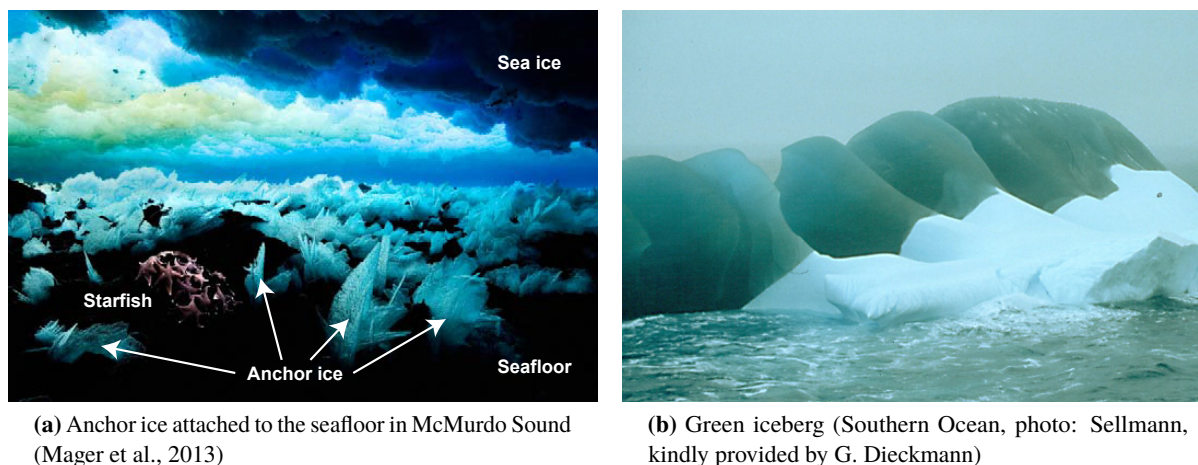 Sea ice
Starfish
Anchor ice
Seafloor
(a) Anchor ice attached to the seafloor in McMurdo Sound
(Mager et al., 2013)
(b) Green iceberg (Southern Ocean, photo: Sellmann,
kindly provided by G. Dieckmann)